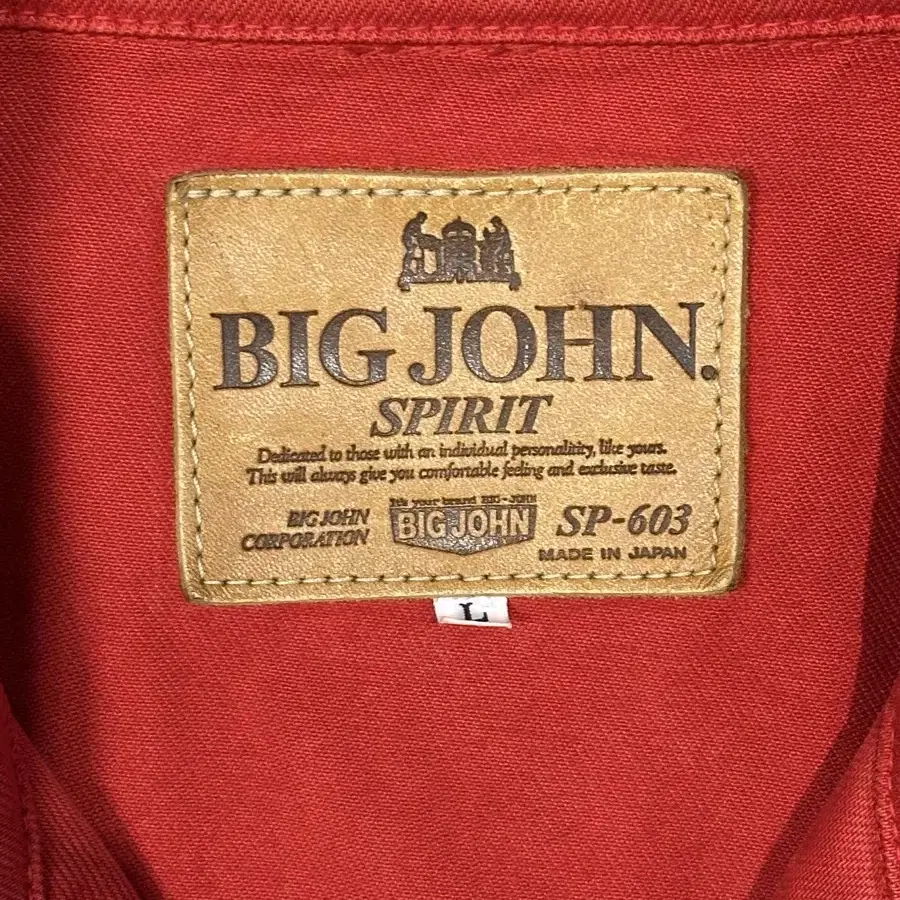 BIG JOHN.
SPIRIT
Dedicated to those with an individual personalitiy, like yours.
This will always give you comfortable feeling and exclusive taste.
BIG JOHN
CORPORATION
It's your brand BIG-JOHN
BIG JOHN
SP-603
MADE IN JAPAN
L